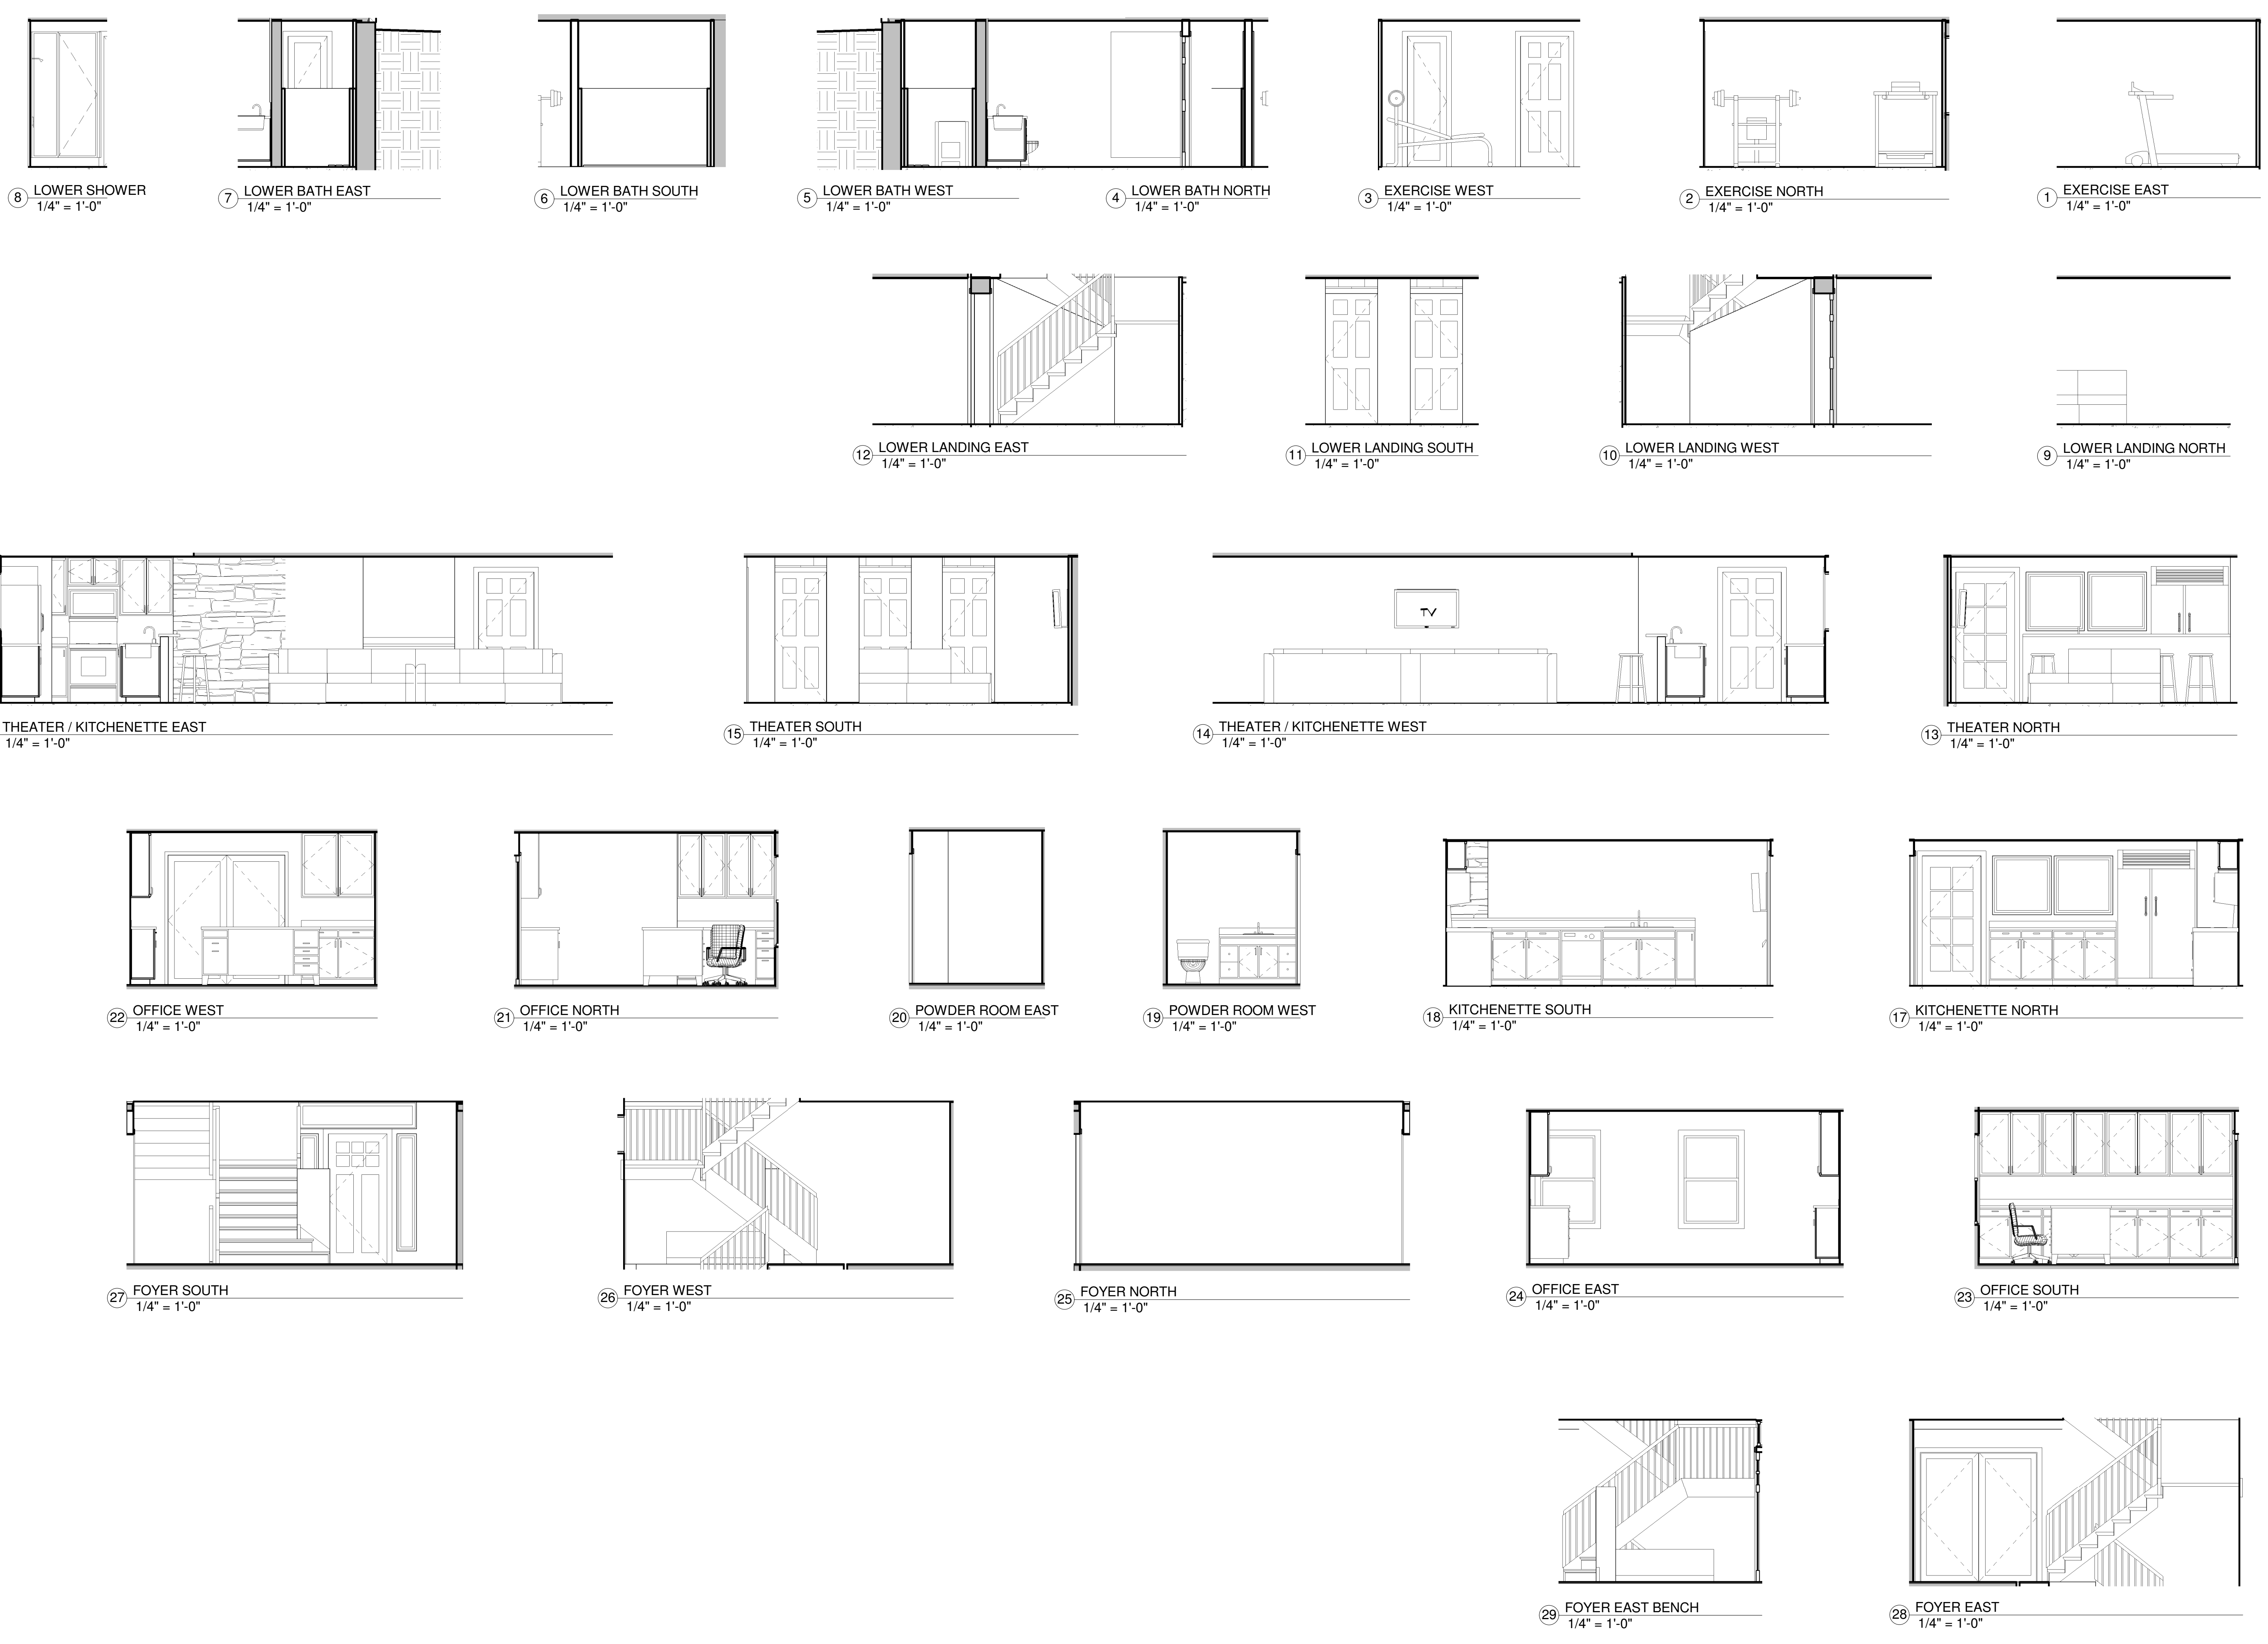 8 LOWER SHOWER
1/4" = 1'-0"
7 LOWER BATH EAST
1/4" = 1'-0"
6 LOWER BATH SOUTH
1/4" = 1'-0"
5 LOWER BATH WEST
1/4" = 1'-0"
4 LOWER BATH NORTH
1/4" = 1'-0"
3 EXERCISE WEST
1/4" = 1'-0"
2 EXERCISE NORTH
1/4" = 1'-0"
1 EXERCISE EAST
1/4" = 1'-0"
12 LOWER LANDING EAST
1/4" = 1'-0"
11 LOWER LANDING SOUTH
1/4" = 1'-0"
10 LOWER LANDING WEST
1/4" = 1'-0"
9 LOWER LANDING NORTH
1/4" = 1'-0"
TV
THEATER / KITCHENETTE EAST
1/4" = 1'-0"
15 THEATER SOUTH
1/4" = 1'-0"
14 THEATER / KITCHENETTE WEST
1/4" = 1'-0"
13 THEATER NORTH
1/4" = 1'-0"
22 OFFICE WEST
1/4" = 1'-0"
21 OFFICE NORTH
1/4" = 1'-0"
20 POWDER ROOM EAST
1/4" = 1'-0"
19 POWDER ROOM WEST
1/4" = 1'-0"
18 KITCHENETTE SOUTH
1/4" = 1'-0"
17 KITCHENETTE NORTH
1/4" = 1'-0"
27 FOYER SOUTH
1/4" = 1'-0"
26 FOYER WEST
1/4" = 1'-0"
25 FOYER NORTH
1/4" = 1'-0"
24 OFFICE EAST
1/4" = 1'-0"
23 OFFICE SOUTH
1/4" = 1'-0"
29 FOYER EAST BENCH
1/4" = 1'-0"
28 FOYER EAST
1/4" = 1'-0"